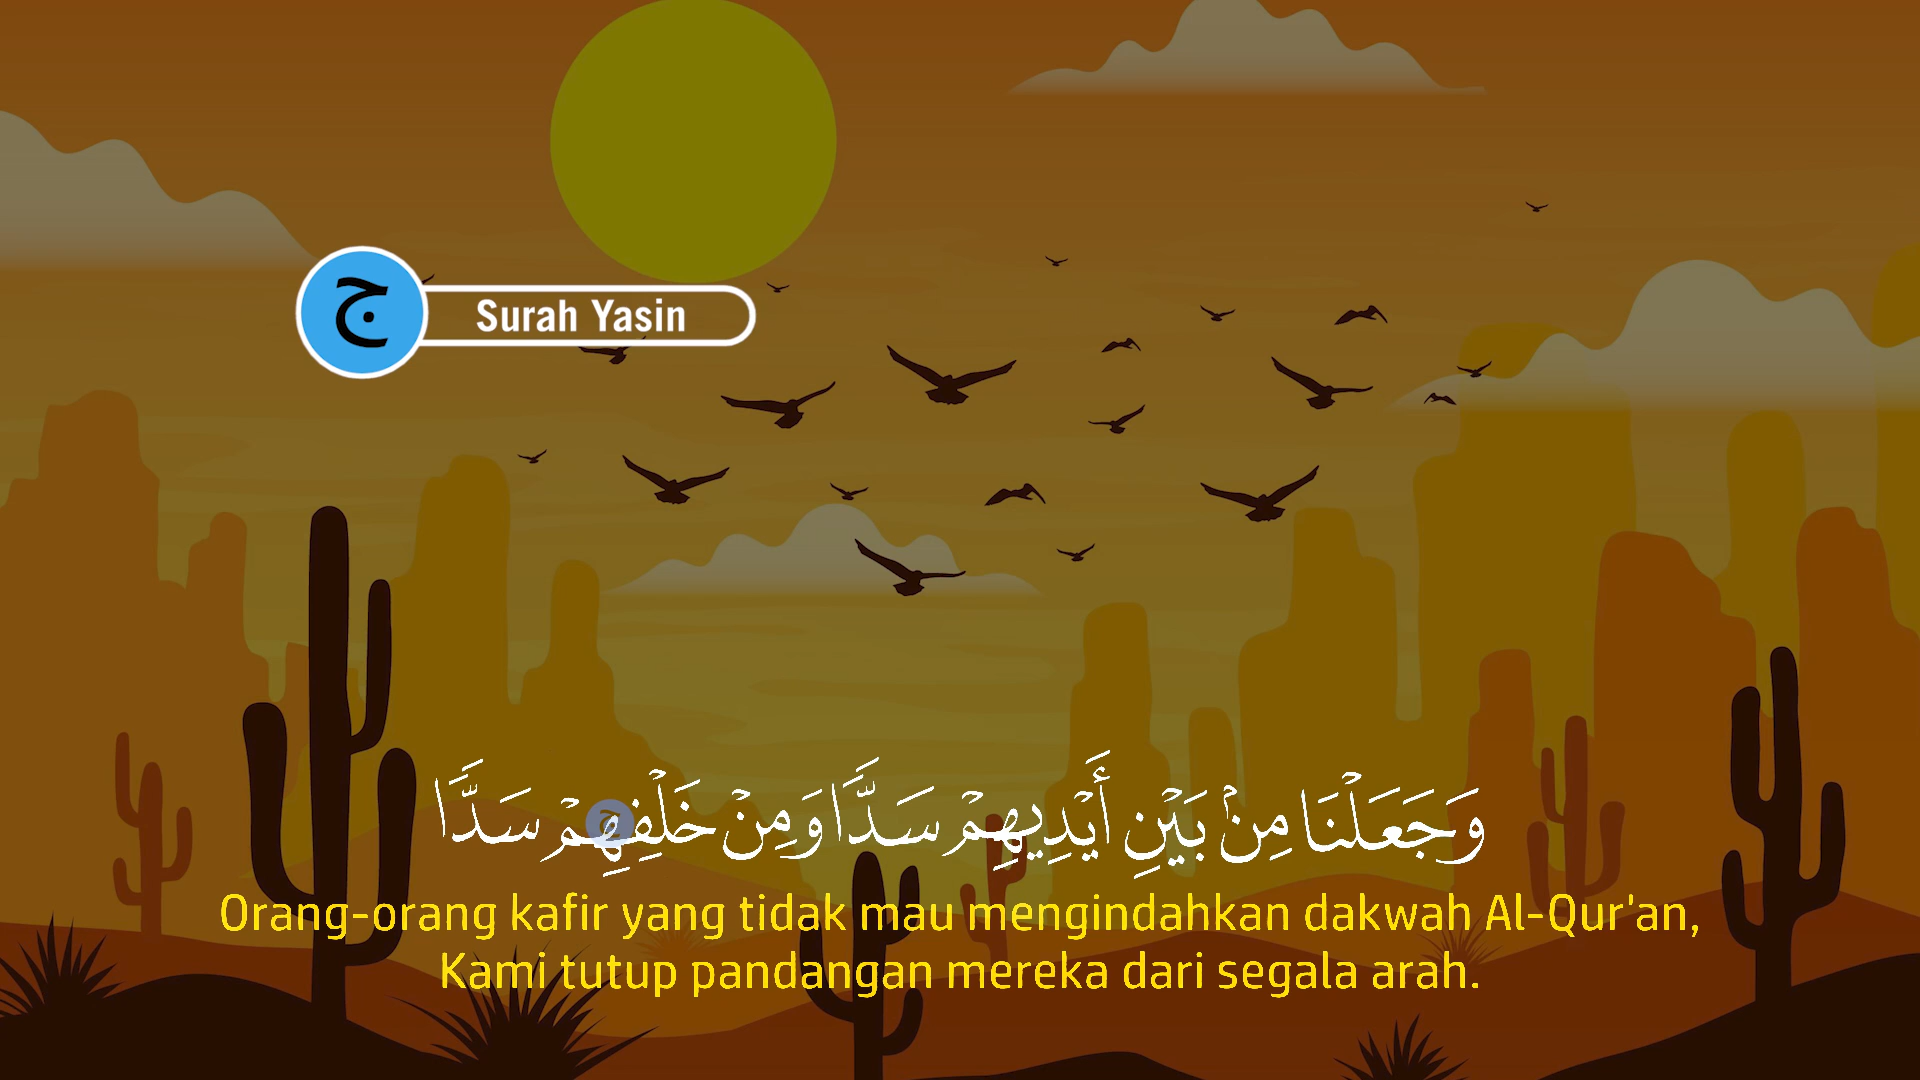 ج
Surah Yasin
وَجَعَلْنَا مِنْ بَيْنِ أَيْدِيهِمْ سَدًّا وَمِنْ خَلْفِهِمْ سَدًّا
ج
Orang-orang kafir yang tidak mau mengindahkan dakwah Al-Qur'an,
Kami tutup pandangan mereka dari segala arah.